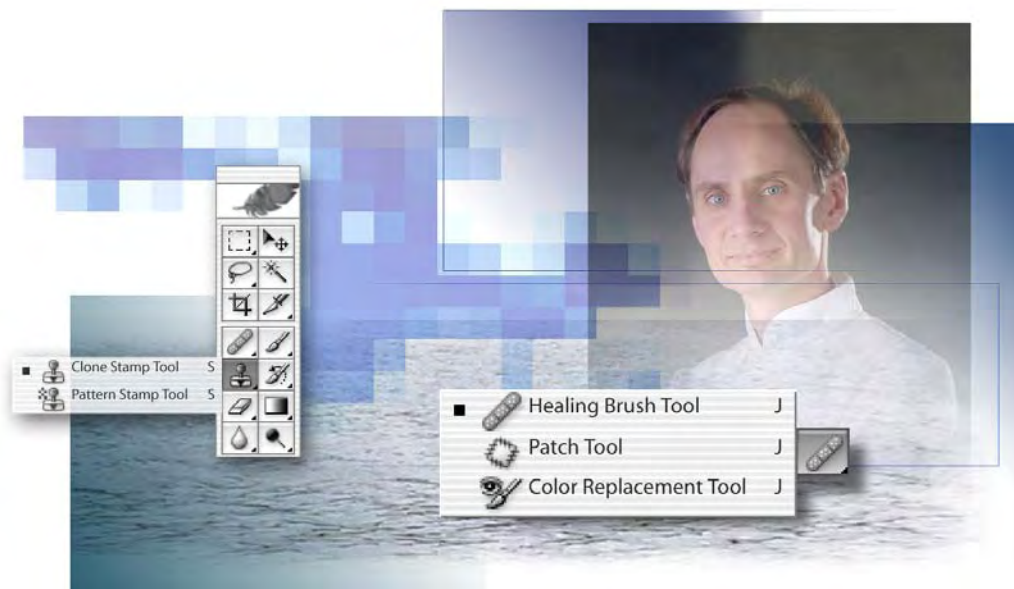 Clone Stamp Tool S
Pattern Stamp Tool S
Healing Brush Tool J
Patch Tool J
Color Replacement Tool J